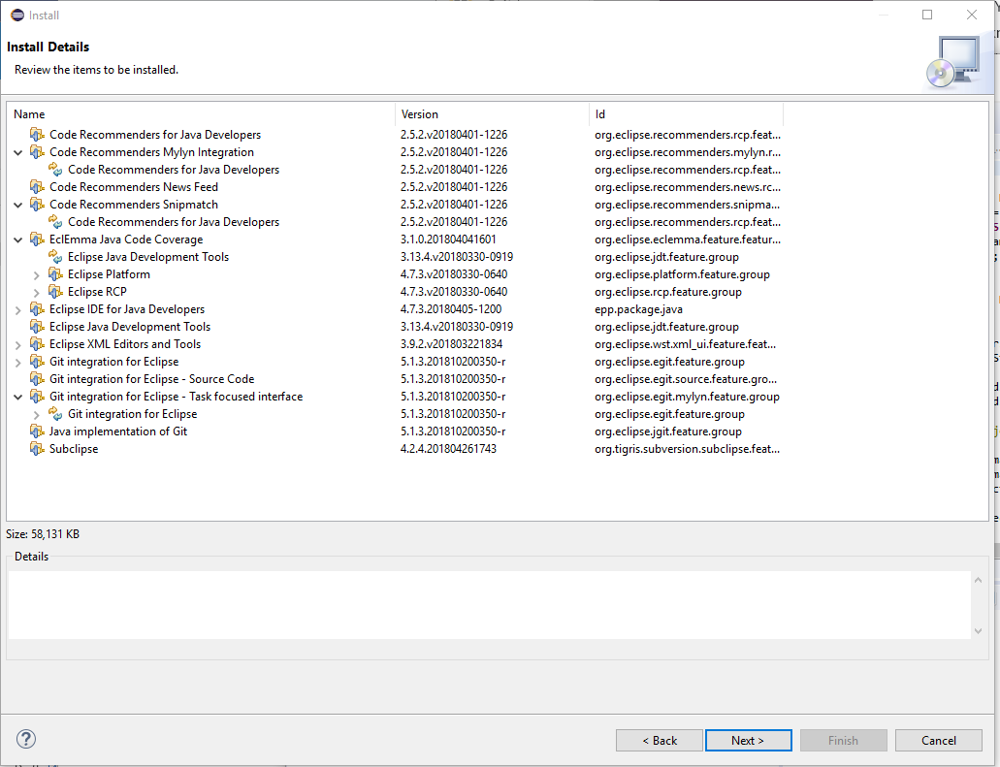 Install
Install Details
Review the items to be installed.
Name Version Id
Code Recommenders for Java Developers 2.5.2.v20180401-1226 org.eclipse.recommenders.rcp.feat...
Code Recommenders Mylyn Integration 2.5.2.v20180401-1226 org.eclipse.recommenders.mylyn.r...
Code Recommenders for Java Developers 2.5.2.v20180401-1226 org.eclipse.recommenders.rcp.feat...
Code Recommenders News Feed 2.5.2.v20180401-1226 org.eclipse.recommenders.news.rc...
Code Recommenders Snipmatch 2.5.2.v20180401-1226 org.eclipse.recommenders.snipma...
Code Recommenders for Java Developers 2.5.2.v20180401-1226 org.eclipse.recommenders.rcp.feat...
EclEmma Java Code Coverage 3.1.0.201804041601 org.eclipse.eclemma.feature.featur...
Eclipse Java Development Tools 3.13.4.v20180330-0919 org.eclipse.jdt.feature.group
Eclipse Platform 4.7.3.v20180330-0640 org.eclipse.platform.feature.group
Eclipse RCP 4.7.3.v20180330-0640 org.eclipse.rcp.feature.group
Eclipse IDE for Java Developers 4.7.3.20180405-1200 epp.package.java
Eclipse Java Development Tools 3.13.4.v20180330-0919 org.eclipse.jdt.feature.group
Eclipse XML Editors and Tools 3.9.2.v201803221834 org.eclipse.wst.xml_ui.feature.feat...
Git integration for Eclipse 5.1.3.201810200350-r org.eclipse.egit.feature.group
Git integration for Eclipse - Source Code 5.1.3.201810200350-r org.eclipse.egit.source.feature.gro...
Git integration for Eclipse - Task focused interface 5.1.3.201810200350-r org.eclipse.egit.mylyn.feature.group
Git integration for Eclipse 5.1.3.201810200350-r org.eclipse.egit.feature.group
Java implementation of Git 5.1.3.201810200350-r org.eclipse.jgit.feature.group
Subclipse 4.2.4.201804261743 org.tigris.subversion.subclipse.feat...
Size: 58,131 KB
Details
? < Back Next > Finish Cancel